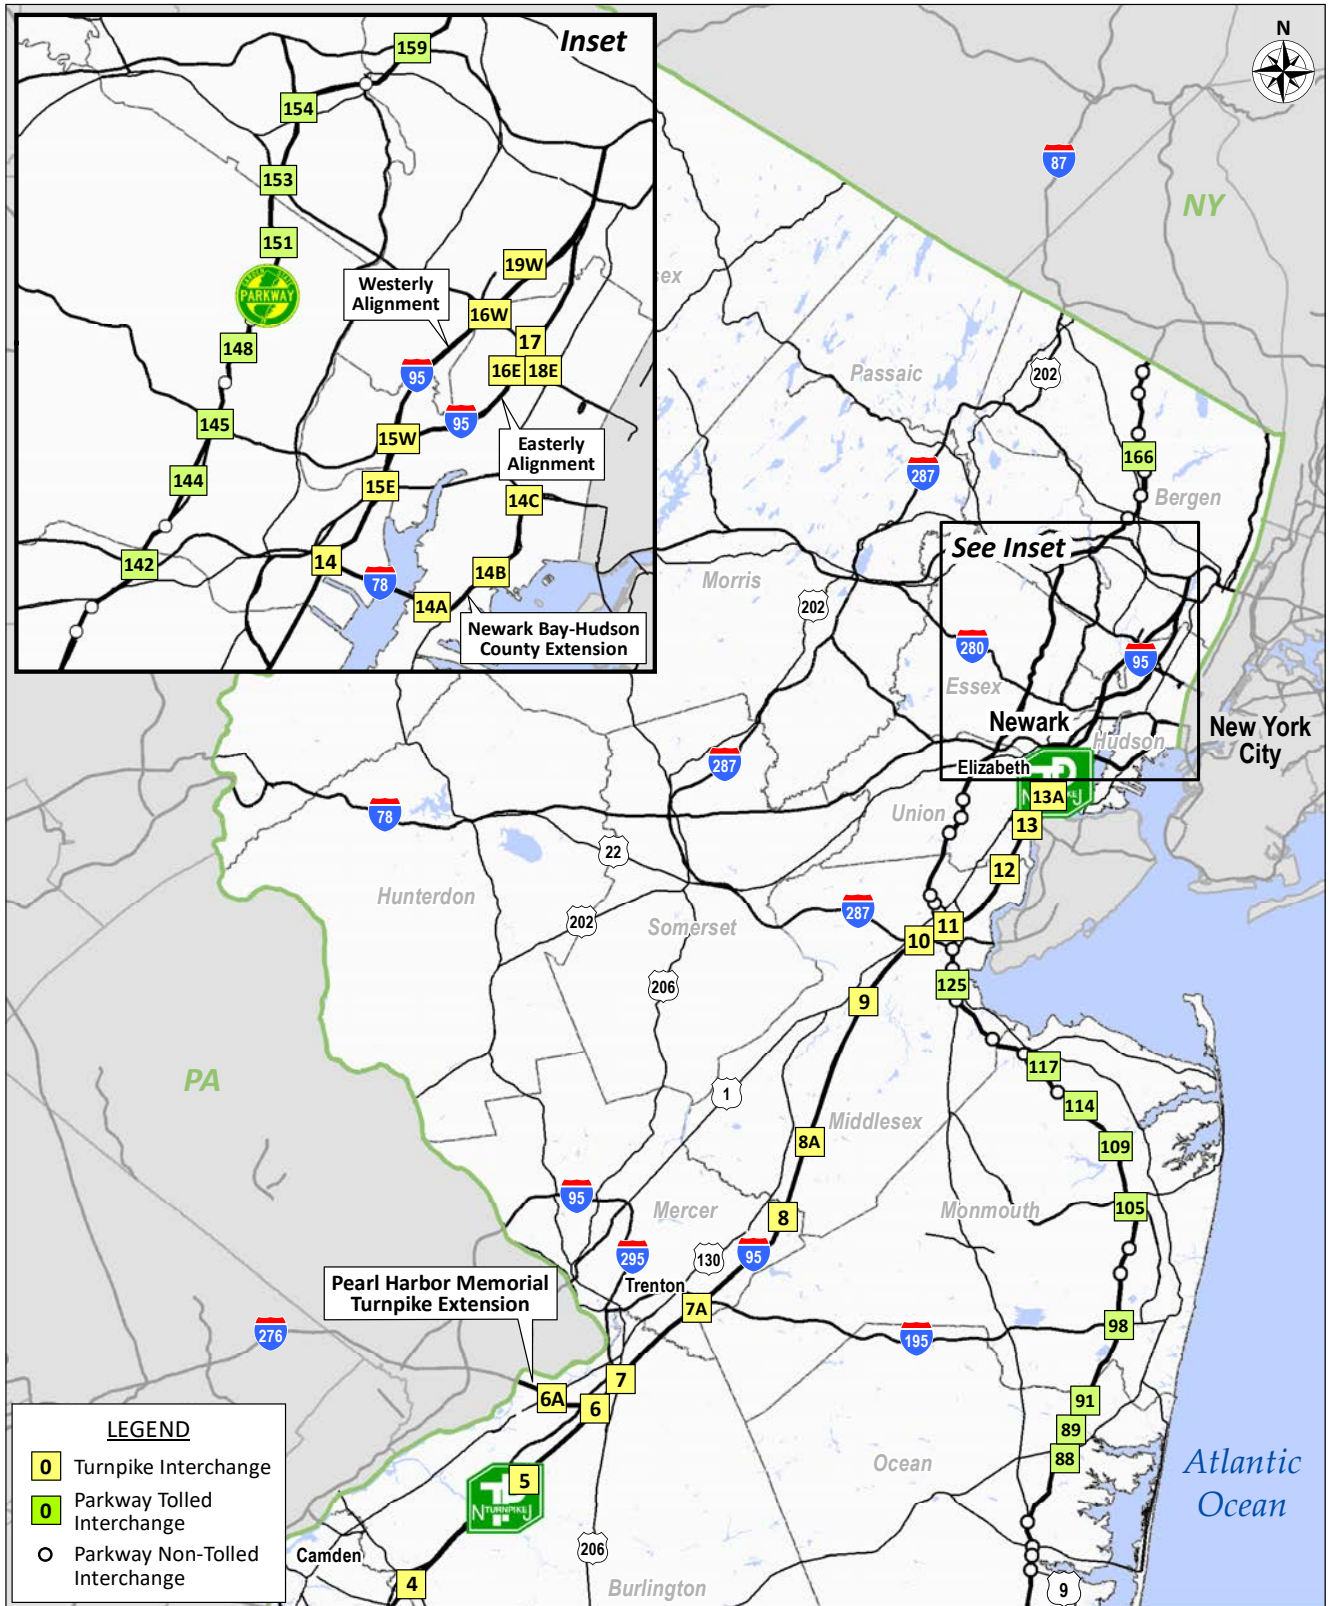 Inset
159
154
153
151
GARDEN STATE
PARKWAY
148
145
144
142
Westerly
Alignment
19W
16W
17
16E
18E
95
95
15W
Easterly
Alignment
15E
14C
14
78
14B
14A
Newark Bay-Hudson
County Extension
N
87
NY
sex
Passaic
202
287
166
Bergen
See Inset
Morris
202
280
95
Essex
Newark
Hudson
New York
City
Elizabeth
287
78
Union
13A
N
J
13
22
12
Hunterdon
202
Somerset
287
11
10
206
125
9
PA
117
1
114
Middlesex
8A
109
95
Mercer
105
8
Monmouth
295
130
95
Pearl Harbor Memorial
Turnpike Extension
Trenton
7A
276
195
98
7
6A
6
91
89
Ocean
88
Atlantic
Ocean
5
N TURNPIKE J
206
Camden
4
Burlington
9
LEGEND
0 Turnpike Interchange
0 Parkway Tolled
Interchange
Parkway Non-Tolled
Interchange